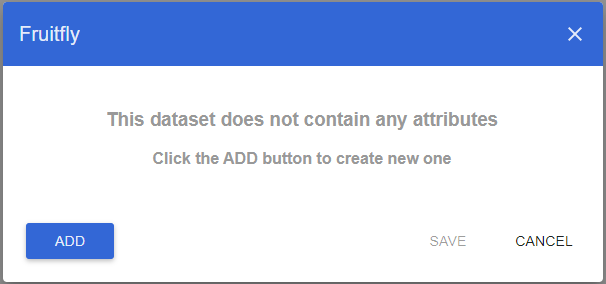 Fruitfly
This dataset does not contain any attributes
Click the ADD button to create new one
ADD
SAVE
CANCEL